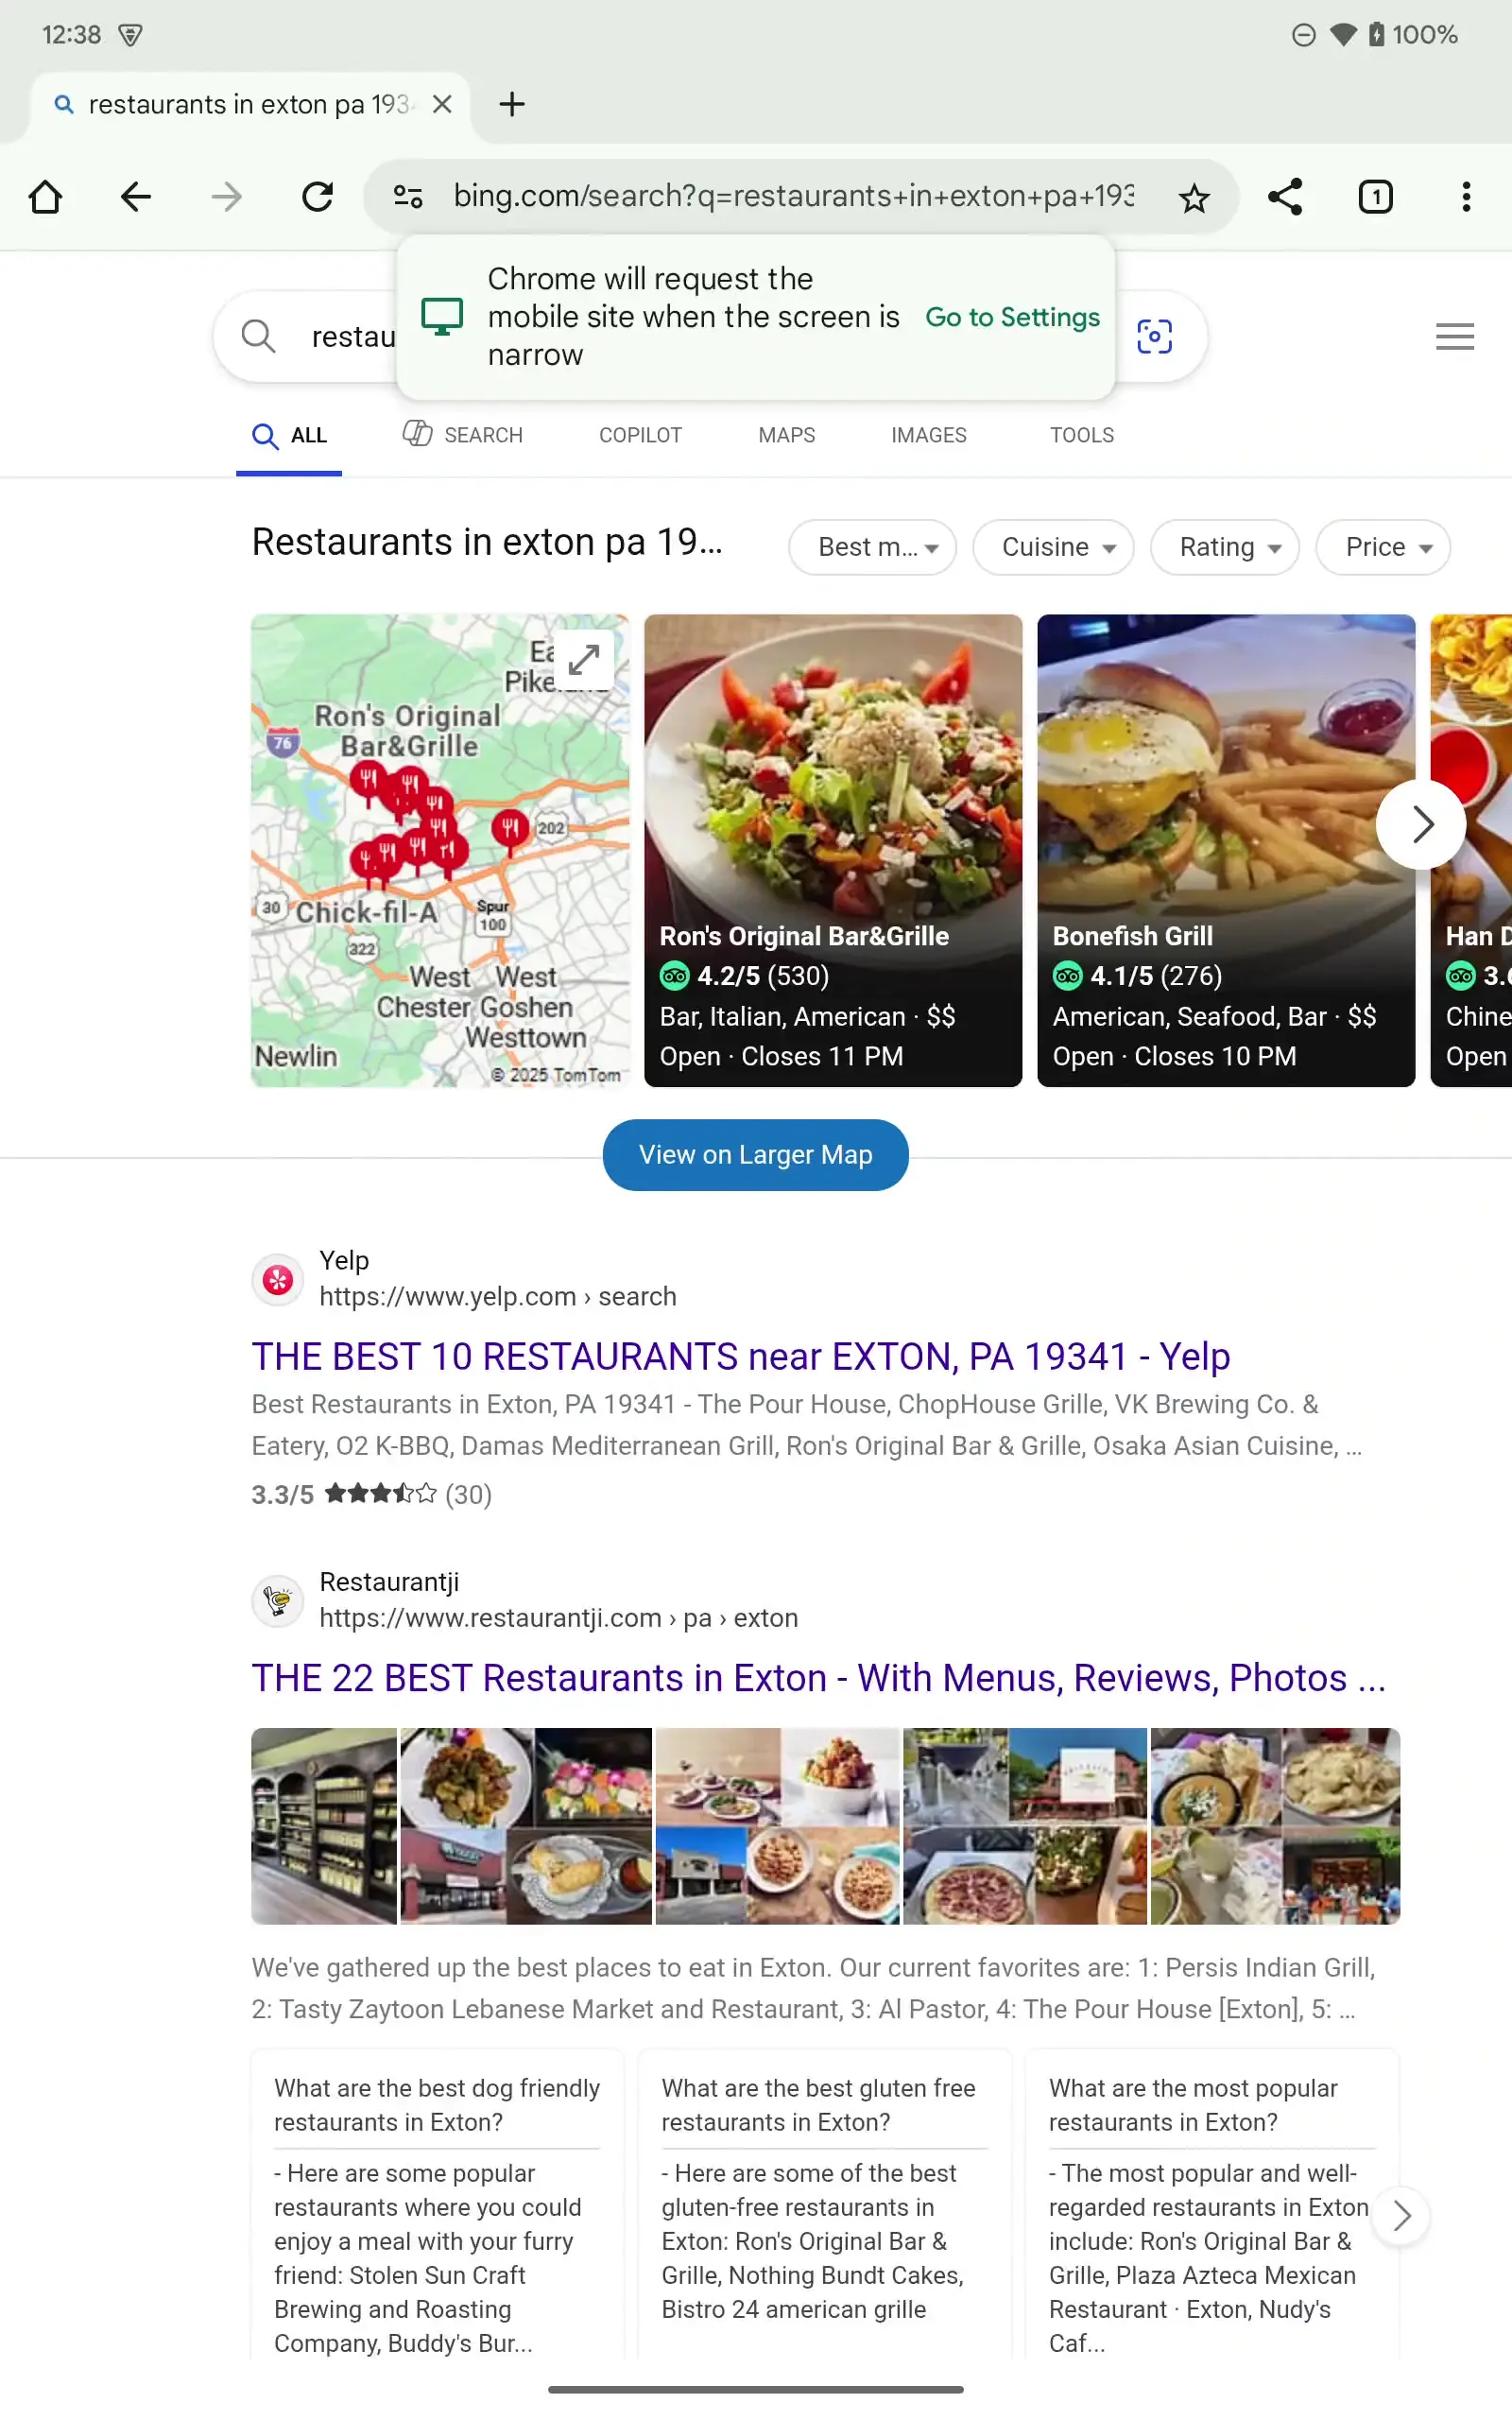 12:38
100%
restaurants in exton pa 193
bing.com/search?q=restaurants+in+exton+pa+193
Chrome will request the
mobile site when the screen is
narrow
Go to Settings
restau
ALL
SEARCH
COPILOT
MAPS
IMAGES
TOOLS
Restaurants in exton pa 19...
Best m...
Cuisine
Rating
Price
Ron's Original
Bar&Grille
76
202
30
Chick-fil-A
Spur
100
322
West West
Chester Goshen
Westtown
Newlin
© 2025 TomTom
Ron's Original Bar&Grille
4.2/5 (530)
Bar, Italian, American · $$
Open · Closes 11 PM
Bonefish Grill
4.1/5 (276)
American, Seafood, Bar · $$
Open · Closes 10 PM
Han
Chine
Open
View on Larger Map
Yelp
https://www.yelp.com › search
THE BEST 10 RESTAURANTS near EXTON, PA 19341 - Yelp
Best Restaurants in Exton, PA 19341 - The Pour House, ChopHouse Grille, VK Brewing Co. &
Eatery, O2 K-BBQ, Damas Mediterranean Grill, Ron's Original Bar & Grille, Osaka Asian Cuisine, ...
3.3/5 (30)
Restaurantji
https://www.restaurantji.com › pa › exton
THE 22 BEST Restaurants in Exton - With Menus, Reviews, Photos ...
We've gathered up the best places to eat in Exton. Our current favorites are: 1: Persis Indian Grill,
2: Tasty Zaytoon Lebanese Market and Restaurant, 3: Al Pastor, 4: The Pour House [Exton], 5: ...
What are the best dog friendly
restaurants in Exton?
- Here are some popular
restaurants where you could
enjoy a meal with your furry
friend: Stolen Sun Craft
Brewing and Roasting
Company, Buddy's Bur...
What are the best gluten free
restaurants in Exton?
- Here are some of the best
gluten-free restaurants in
Exton: Ron's Original Bar &
Grille, Nothing Bundt Cakes,
Bistro 24 american grille
What are the most popular
restaurants in Exton?
- The most popular and well-
regarded restaurants in Exton
include: Ron's Original Bar &
Grille, Plaza Azteca Mexican
Restaurant · Exton, Nudy's
Caf...